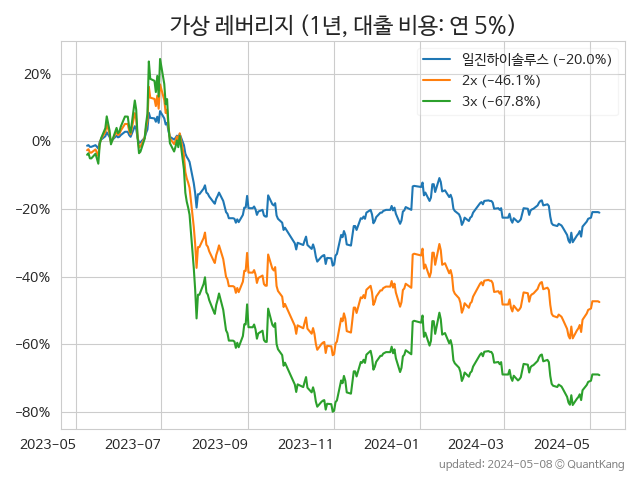 가상 레버리지 (1년, 대출 비용: 연 5%)
일진하이솔루스 (−20.0%)
2x (−46.1%)
3x (−67.8%)
20%
0%
−20%
−40%
−60%
−80%
2023-05 2023-07 2023-09 2023-11 2024-01 2024-03 2024-05
updated: 2024-05-08 © QuantKang